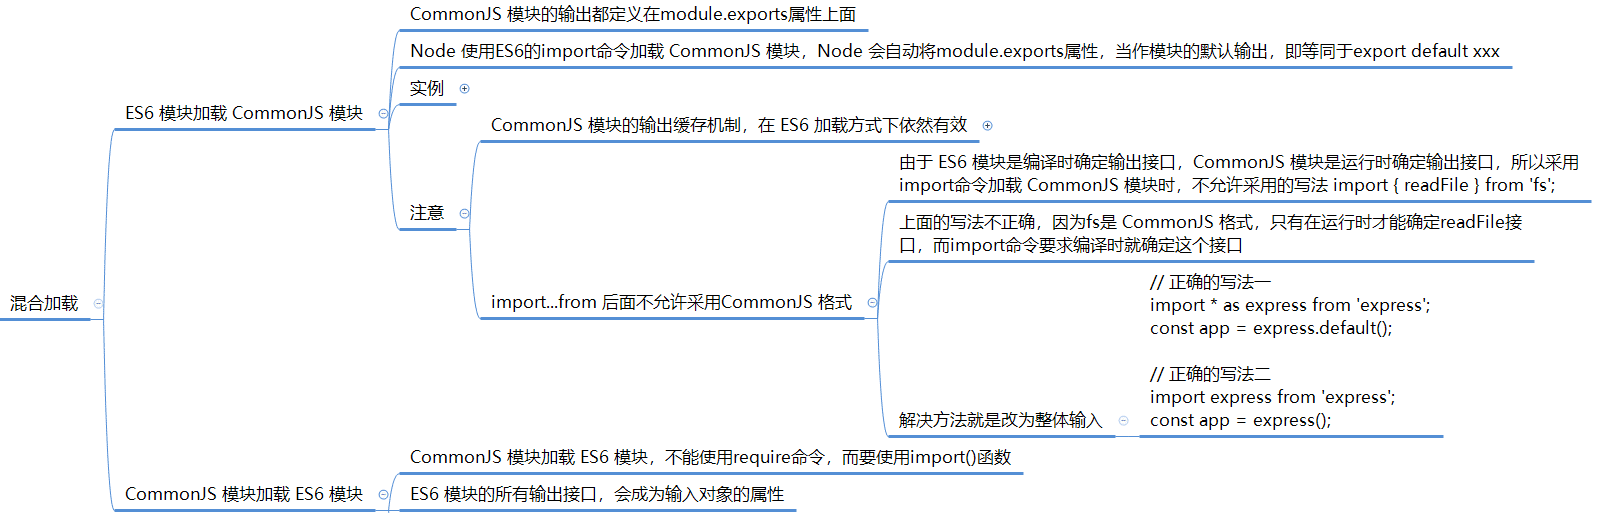 混合加载
ES6 模块加载 CommonJS 模块
CommonJS 模块的输出都定义在module.exports属性上面
Node 使用ES6的import命令加载 CommonJS 模块，Node 会自动将module.exports属性，当作模块的默认输出，即等同于export default xxx
实例
注意
CommonJS 模块的输出缓存机制，在 ES6 加载方式下依然有效
import...from 后面不允许采用CommonJS 格式
由于 ES6 模块是编译时确定输出接口，CommonJS 模块是运行时确定输出接口，所以采用
import命令加载 CommonJS 模块时，不允许采用的写法 import { readFile } from 'fs';
上面的写法不正确，因为fs是 CommonJS 格式，只有在运行时才能确定readFile接
口，而import命令要求编译时就确定这个接口
解决方法就是改为整体输入
// 正确的写法一
import * as express from 'express';
const app = express.default();
// 正确的写法二
import express from 'express';
const app = express();
CommonJS 模块加载 ES6 模块
CommonJS 模块加载 ES6 模块，不能使用require命令，而要使用import()函数
ES6 模块的所有输出接口，会成为输入对象的属性